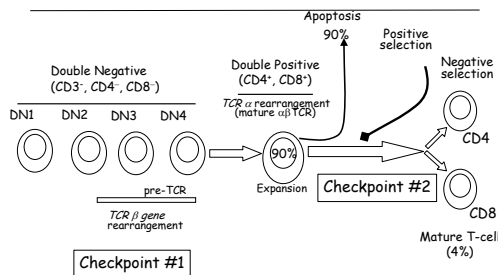 Apoptosis
90%
Positive
selection
Negative
selection
Double Negative
(CD3⁻, CD4⁻, CD8⁻)
Double Positive
(CD4⁺, CD8⁺)
TCR α rearrangement
(mature αβTCR)
DN1
DN2
DN3
DN4
90%
Expansion
CD4
CD8
pre-TCR
TCR β gene
rearrangement
Checkpoint #2
Checkpoint #1
Mature T-cell
(4%)